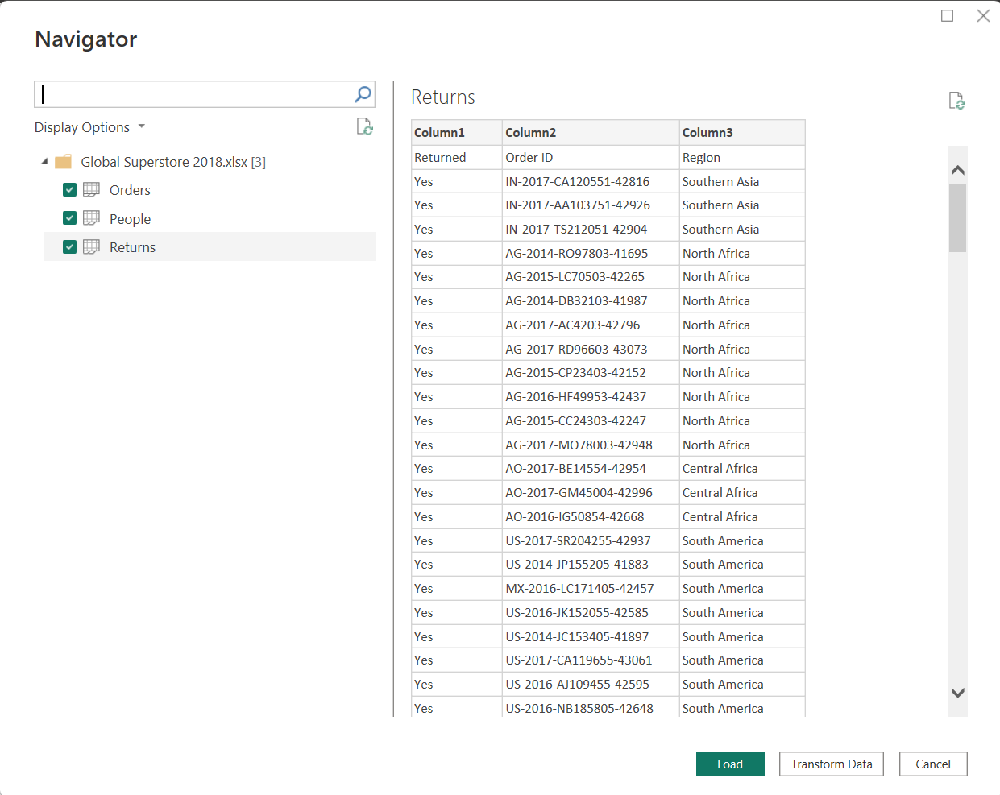 Navigator
Display Options
Global Superstore 2018.xlsx [3]
Orders
People
Returns
Returns
Column1 Column2 Column3
Returned Order ID Region
Yes IN-2017-CA120551-42816 Southern Asia
Yes IN-2017-AA103751-42926 Southern Asia
Yes IN-2017-TS212051-42904 Southern Asia
Yes AG-2014-RO97803-41695 North Africa
Yes AG-2015-LC70503-42265 North Africa
Yes AG-2014-DB32103-41987 North Africa
Yes AG-2017-AC4203-42796 North Africa
Yes AG-2017-RD96603-43073 North Africa
Yes AG-2015-CP23403-42152 North Africa
Yes AG-2016-HF49953-42437 North Africa
Yes AG-2015-CC24303-42247 North Africa
Yes AG-2017-MO78003-42948 North Africa
Yes AO-2017-BE14554-42954 Central Africa
Yes AO-2017-GM45004-42996 Central Africa
Yes AO-2016-IG50854-42668 Central Africa
Yes US-2017-SR204255-42937 South America
Yes US-2014-JP155205-41883 South America
Yes MX-2016-LC171405-42457 South America
Yes US-2016-JK152055-42585 South America
Yes US-2014-JC153405-41897 South America
Yes US-2017-CA119655-43061 South America
Yes US-2016-AJ109455-42595 South America
Yes US-2016-NB185805-42648 South America
Load Transform Data Cancel